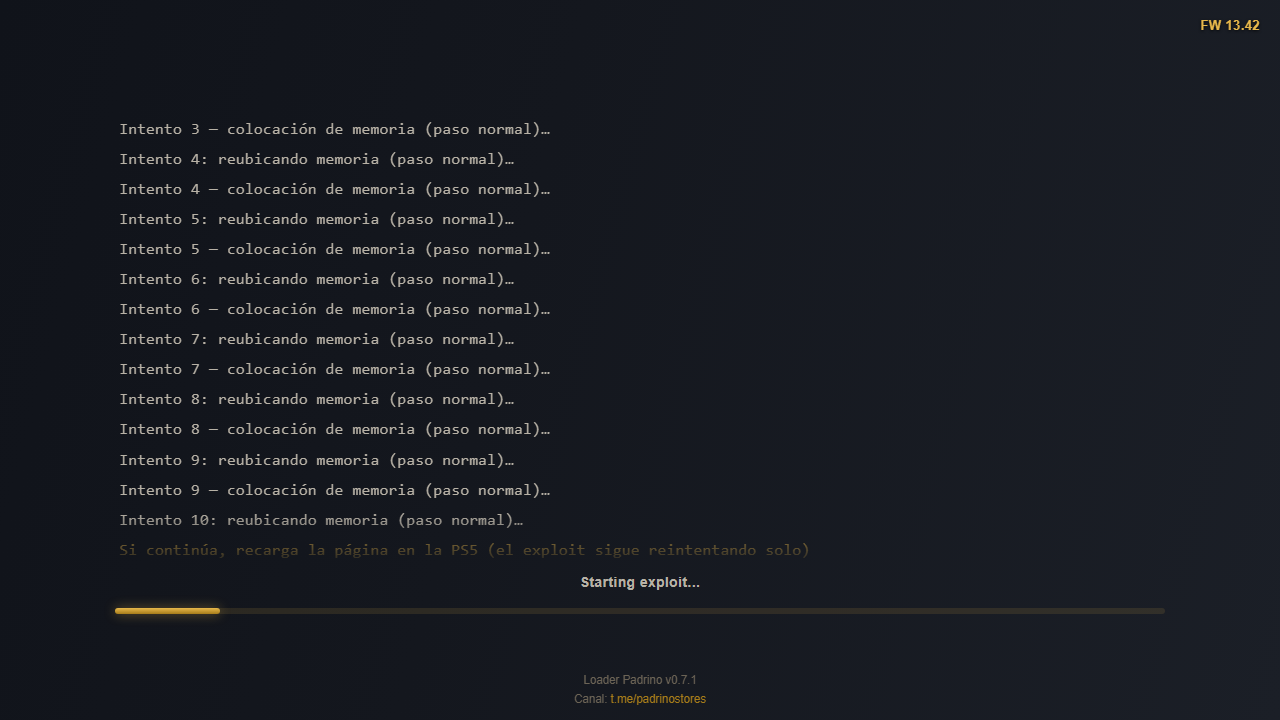 FW 13.42
Intento 3 — colocación de memoria (paso normal)…
Intento 4: reubicando memoria (paso normal)…
Intento 4 — colocación de memoria (paso normal)…
Intento 5: reubicando memoria (paso normal)…
Intento 5 — colocación de memoria (paso normal)…
Intento 6: reubicando memoria (paso normal)…
Intento 6 — colocación de memoria (paso normal)…
Intento 7: reubicando memoria (paso normal)…
Intento 7 — colocación de memoria (paso normal)…
Intento 8: reubicando memoria (paso normal)…
Intento 8 — colocación de memoria (paso normal)…
Intento 9: reubicando memoria (paso normal)…
Intento 9 — colocación de memoria (paso normal)…
Intento 10: reubicando memoria (paso normal)…
Si continúa, recarga la página en la PS5 (el exploit sigue reintentando solo)
Starting exploit...
Loader Padrino v0.7.1
Canal: t.me/padrinostores